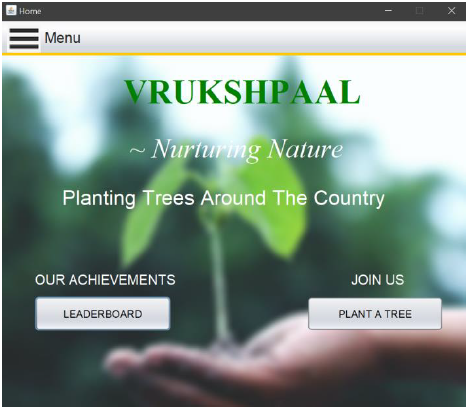 Home
Menu
VRUKSHPAAL
~ Nurturing Nature
Planting Trees Around The Country
OUR ACHIEVEMENTS
JOIN US
LEADERBOARD
PLANT A TREE